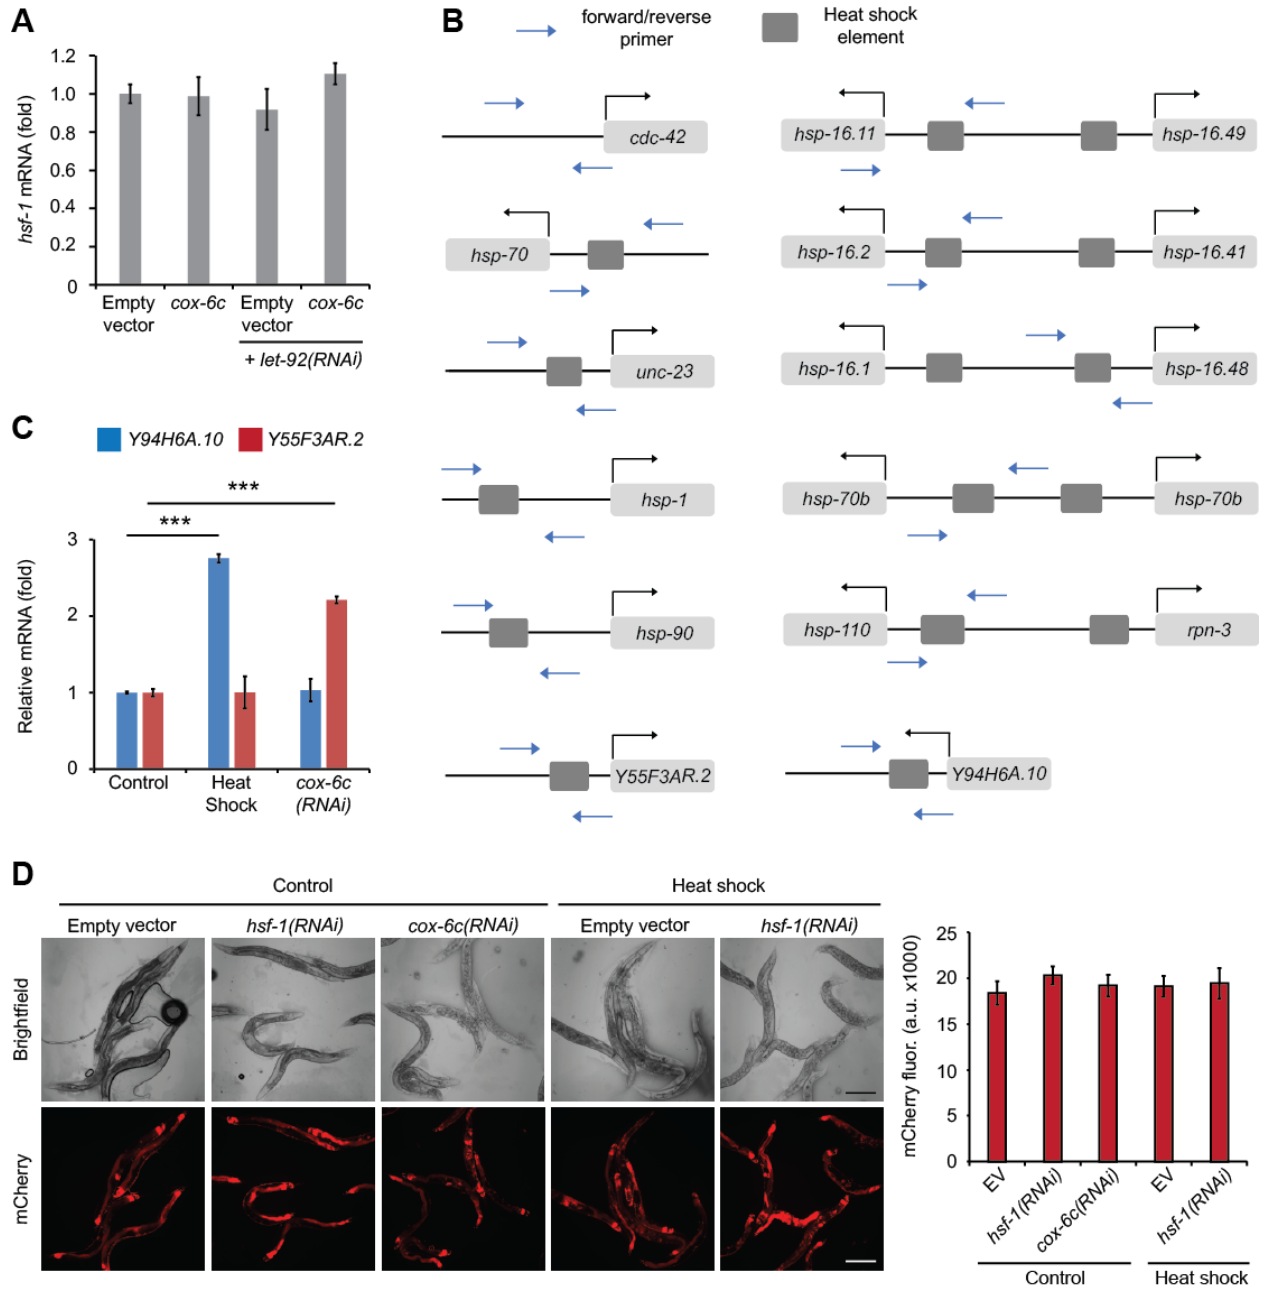 A
hsf-1 mRNA (fold)
1.2
1.0
0.8
0.6
0.4
0.2
0
Empty
vector
cox-6c
Empty
vector
cox-6c
+ let-92(RNAi)
B
forward/reverse
primer
Heat shock
element
cdc-42
hsp-16.11
hsp-16.49
hsp-70
hsp-16.2
hsp-16.41
unc-23
hsp-16.1
hsp-16.48
hsp-1
hsp-70b
hsp-70b
hsp-90
hsp-110
rpn-3
Y55F3AR.2
Y94H6A.10
C
Y94H6A.10
Y55F3AR.2
***
***
Relative mRNA (fold)
3
2
1
0
Control
Heat
Shock
cox-6c
(RNAi)
D
Control
Heat shock
Empty vector
hsf-1(RNAi)
cox-6c(RNAi)
Empty vector
hsf-1(RNAi)
Brightfield
mCherry
mCherry fluor. (a.u. x1000)
25
20
15
10
5
0
EV
hsf-1(RNAi)
cox-6c(RNAi)
EV
hsf-1(RNAi)
Control
Heat shock